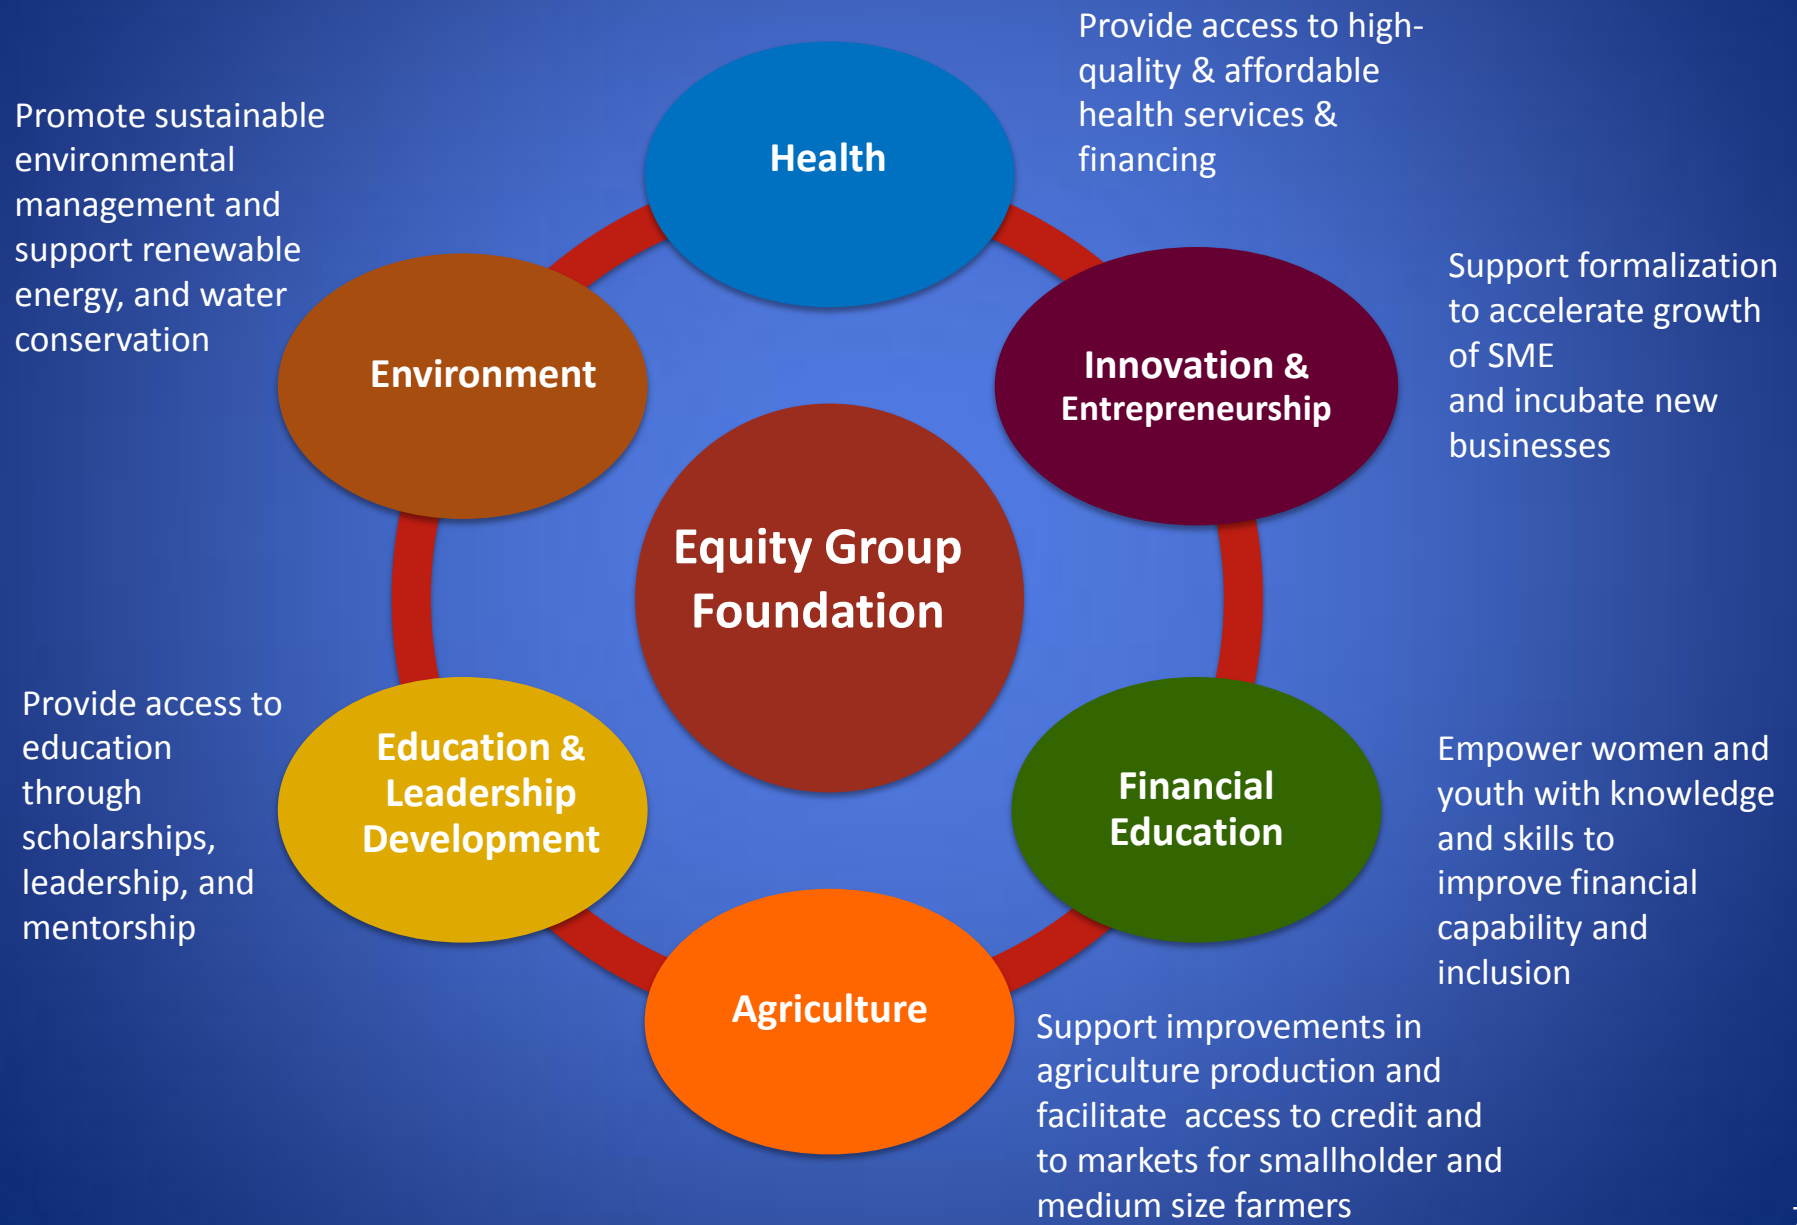 Health
Provide access to high-
quality & affordable
health services &
financing
Innovation &
Entrepreneurship
Support formalization
to accelerate growth
of SME
and incubate new
businesses
Financial
Education
Empower women and
youth with knowledge
and skills to
improve financial
capability and
inclusion
Agriculture
Support improvements in
agriculture production and
facilitate  access to credit and
to markets for smallholder and
medium size farmers
Education &
Leadership
Development
Provide access to
education
through
scholarships,
leadership, and
mentorship
Environment
Promote sustainable
environmental
management and
support renewable
energy, and water
conservation
Equity Group
Foundation